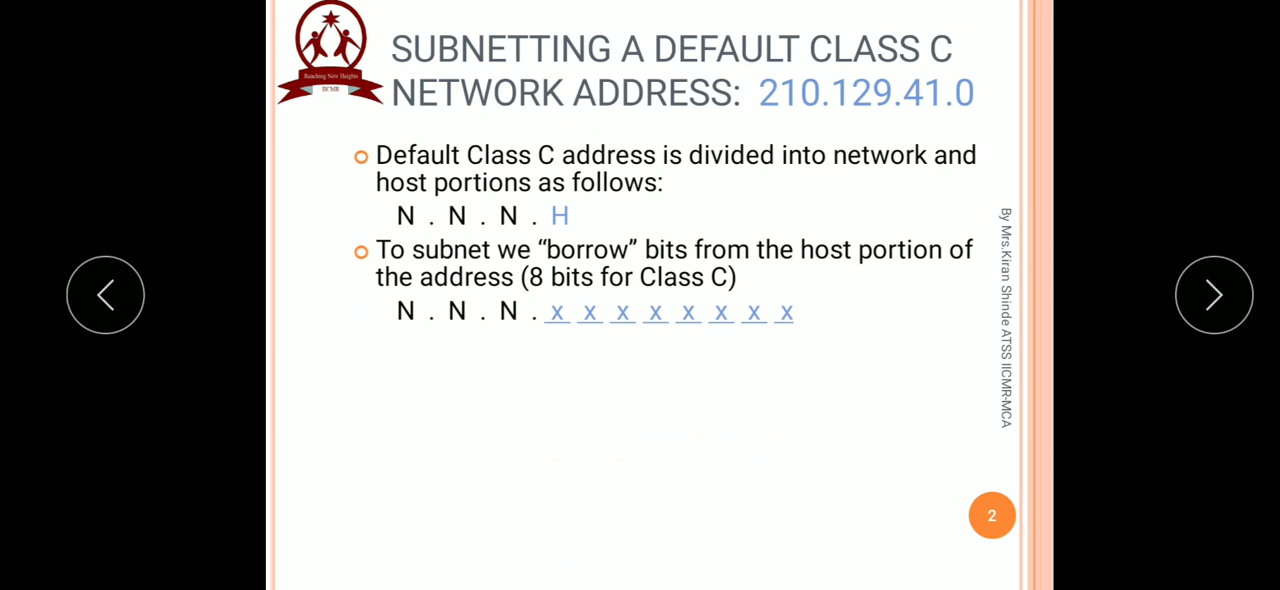 Reaching New Heights
IICMR
SUBNETTING A DEFAULT CLASS C
NETWORK ADDRESS: 210.129.41.0
Default Class C address is divided into network and
host portions as follows:
N . N . N . H
To subnet we “borrow” bits from the host portion of
the address (8 bits for Class C)
N . N . N . x x x x x x x x
By Mrs.Kiran Shinde ATSS IICMR-MCA
2